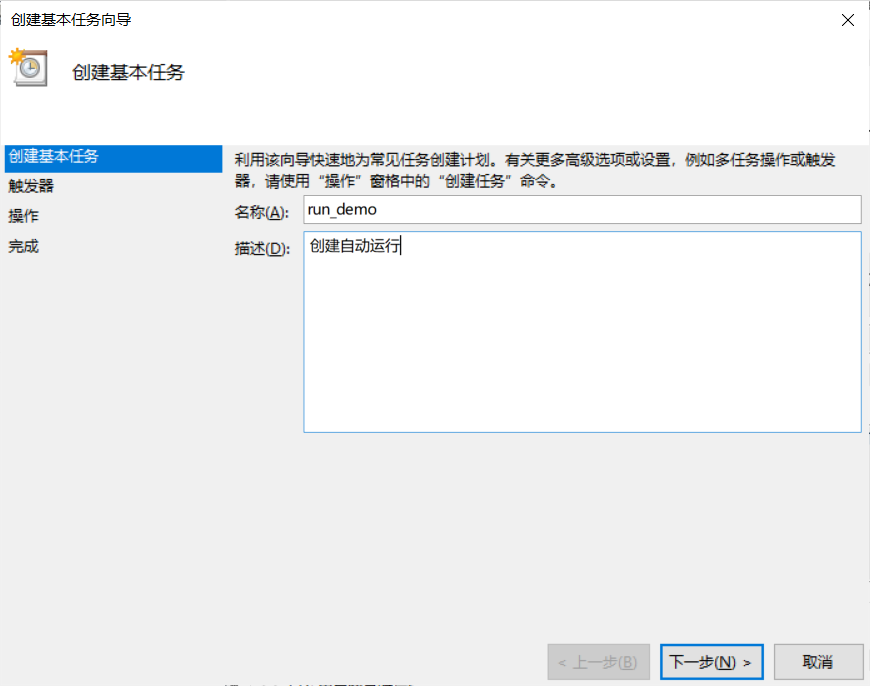 创建基本任务向导
创建基本任务
创建基本任务
触发器
操作
完成
利用该向导快速地为常见任务创建计划。有关更多高级选项或设置，例如多任务操作或触发
器，请使用“操作”窗格中的“创建任务”命令。
名称(A):
run_demo
描述(D):
创建自动运行
< 上一步(B)
下一步(N) >
取消